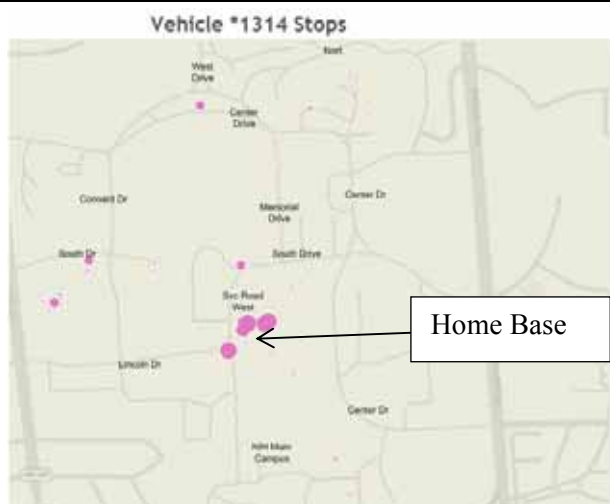 Vehicle *1314 Stops
West
Drive
Center
Drive
Convent Dr
Memorial
Drive
Center Dr
South Dr
South Drive
Svc Road
West
Home Base
Lincoln Dr
Center Dr
NIH Main
Campus